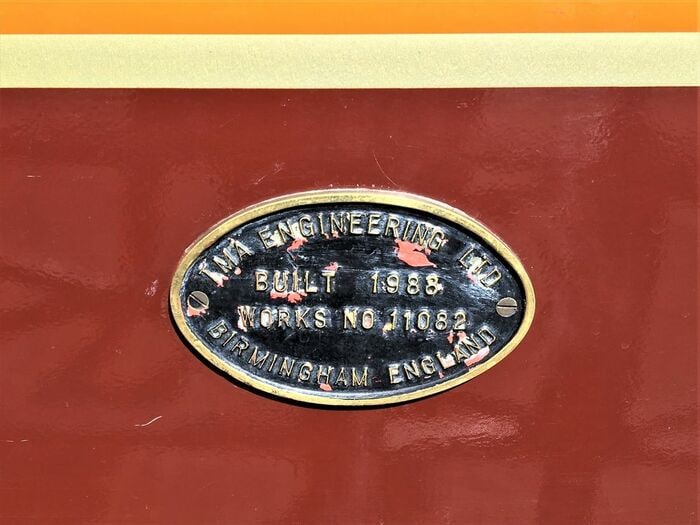 TMA ENGINEERING LTD
BUILT 1988
WORKS NO 11082
BIRMINGHAM ENGLAND